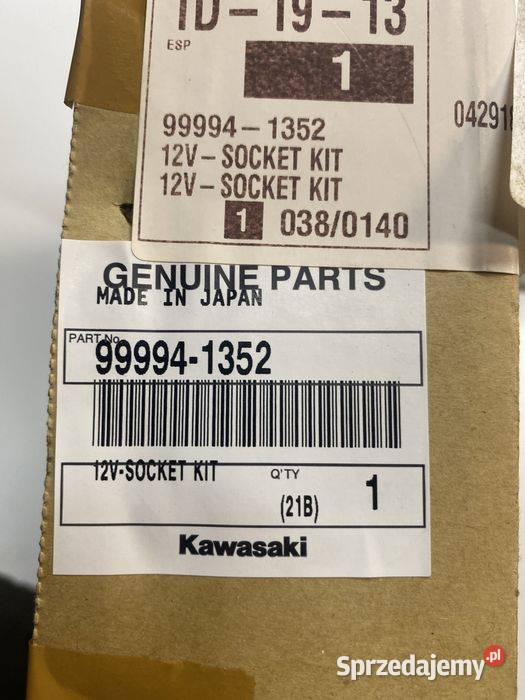 1D-19-13
ESP
1
99994-1352
04291
12V-SOCKET KIT
12V-SOCKET KIT
1 038/0140
GENUINE PARTS
MADE IN JAPAN
PART No.
99994-1352
12V-SOCKET KIT
Q'TY
(21B)
1
Kawasaki
Sprzedajemy.pl